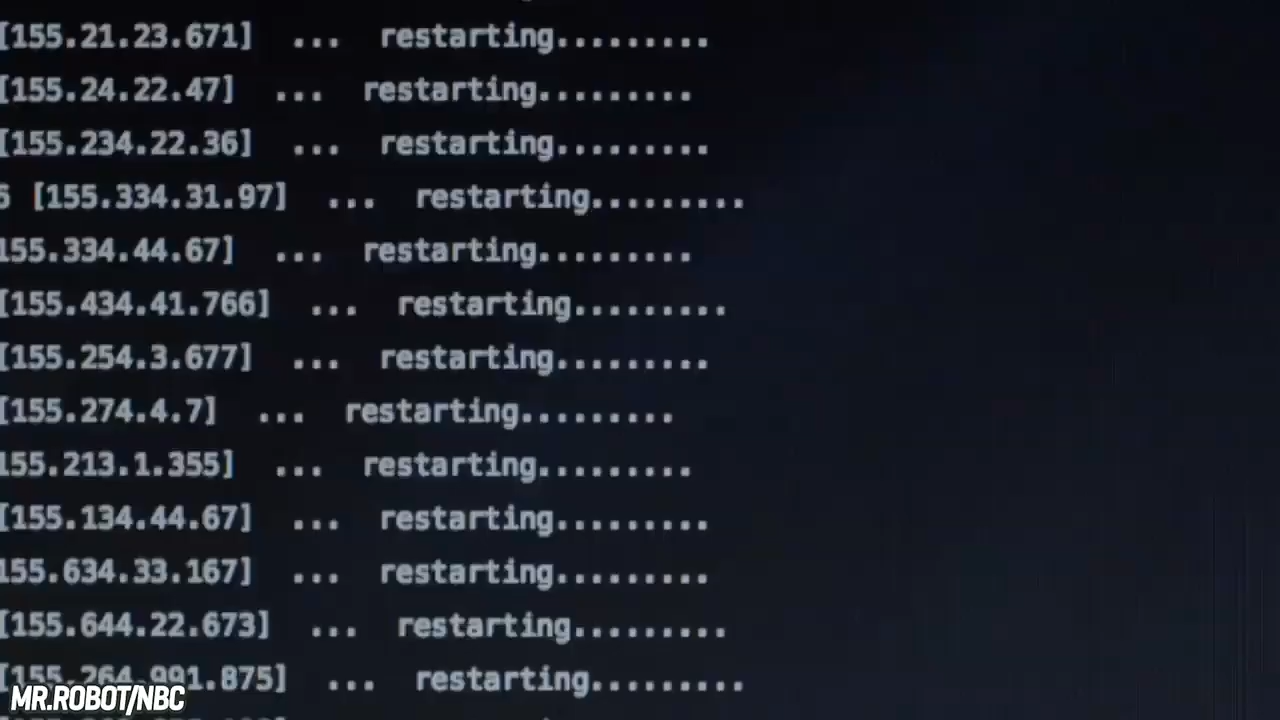 [155.21.23.671] ... restarting.........
[155.24.22.47] ... restarting.........
[155.234.22.36] ... restarting.........
6 [155.334.31.97] ... restarting.........
155.334.44.67] ... restarting.........
[155.434.41.766] ... restarting.........
[155.254.3.677] ... restarting.........
[155.274.4.7] ... restarting.........
155.213.1.355] ... restarting.........
[155.134.44.67] ... restarting.........
155.634.33.167] ... restarting.........
[155.644.22.673] ... restarting.........
[155.264.991.875] ... restarting.........
MR.ROBOT/NBC